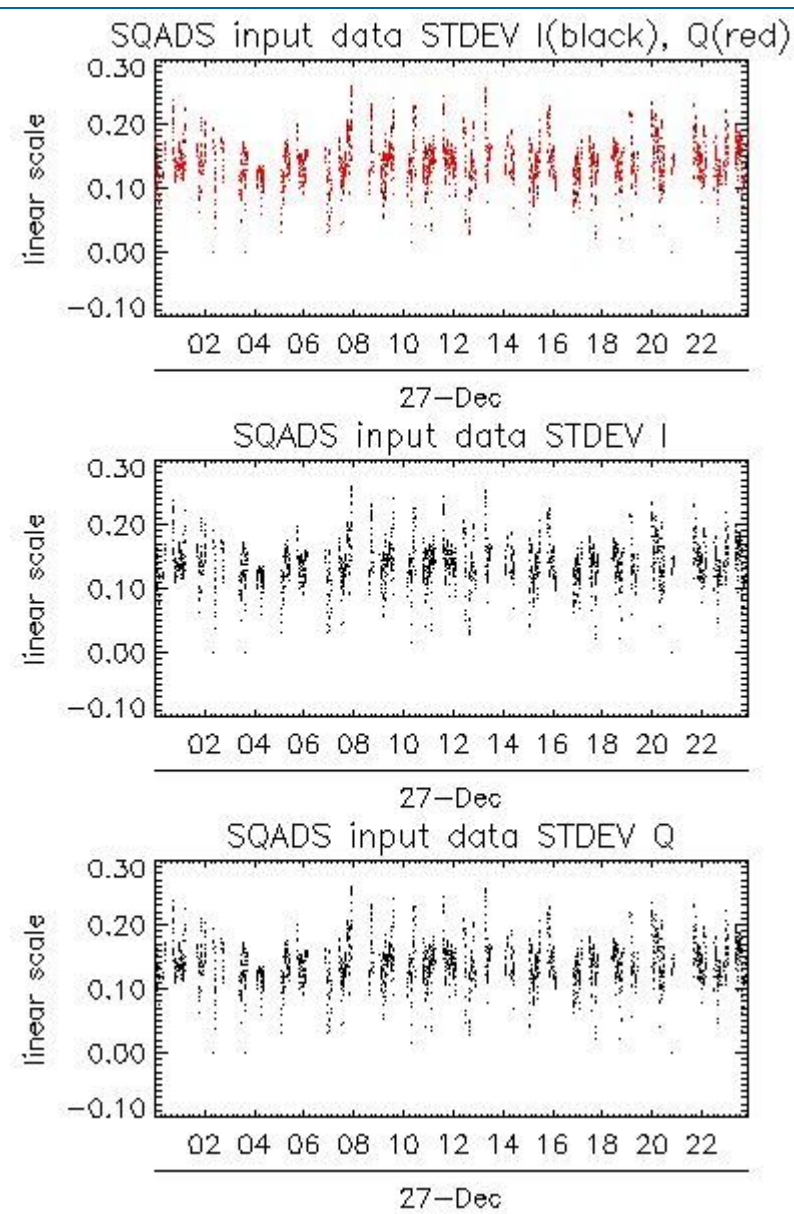 SQADS input data STDEV I(black), Q(red)
0.30
0.20
0.10
0.00
−0.10
linear scale
02 04 06 08 10 12 14 16 18 20 22
27−Dec
SQADS input data STDEV I
0.30
0.20
0.10
0.00
−0.10
linear scale
02 04 06 08 10 12 14 16 18 20 22
27−Dec
SQADS input data STDEV Q
0.30
0.20
0.10
0.00
−0.10
linear scale
02 04 06 08 10 12 14 16 18 20 22
27−Dec